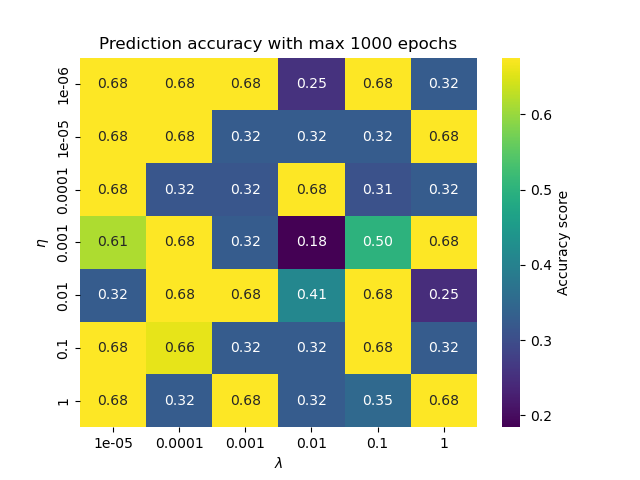 Prediction accuracy with max 1000 epochs
1e-06 0.68 0.68 0.68 0.25 0.68 0.32
1e-05 0.68 0.68 0.32 0.32 0.32 0.68
0.0001 0.68 0.32 0.32 0.68 0.31 0.32
0.001 0.61 0.68 0.32 0.18 0.50 0.68
0.01 0.32 0.68 0.68 0.41 0.68 0.25
0.1 0.68 0.66 0.32 0.32 0.68 0.32
1 0.68 0.32 0.68 0.32 0.35 0.68
1e-05 0.0001 0.001 0.01 0.1 1
λ
η
0.6
0.5
0.4
0.3
0.2
Accuracy score